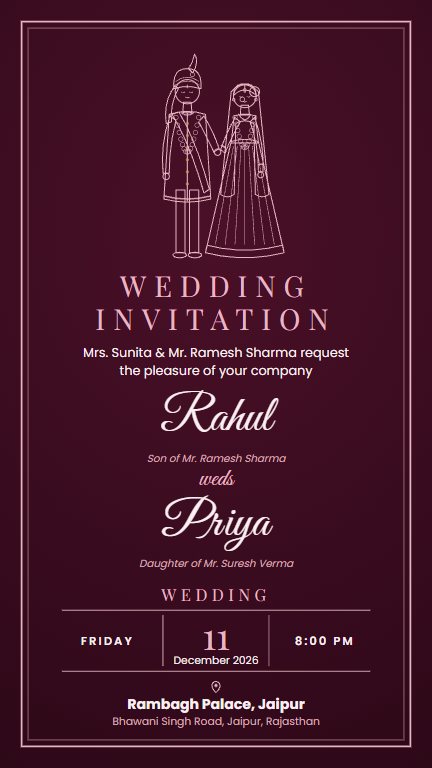 WEDDING
INVITATION
Mrs. Sunita & Mr. Ramesh Sharma request
the pleasure of your company
Rahul
Son of Mr. Ramesh Sharma
weds
Priya
Daughter of Mr. Suresh Verma
WEDDING
FRIDAY
11
December 2026
8:00 PM
Rambagh Palace, Jaipur
Bhawani Singh Road, Jaipur, Rajasthan